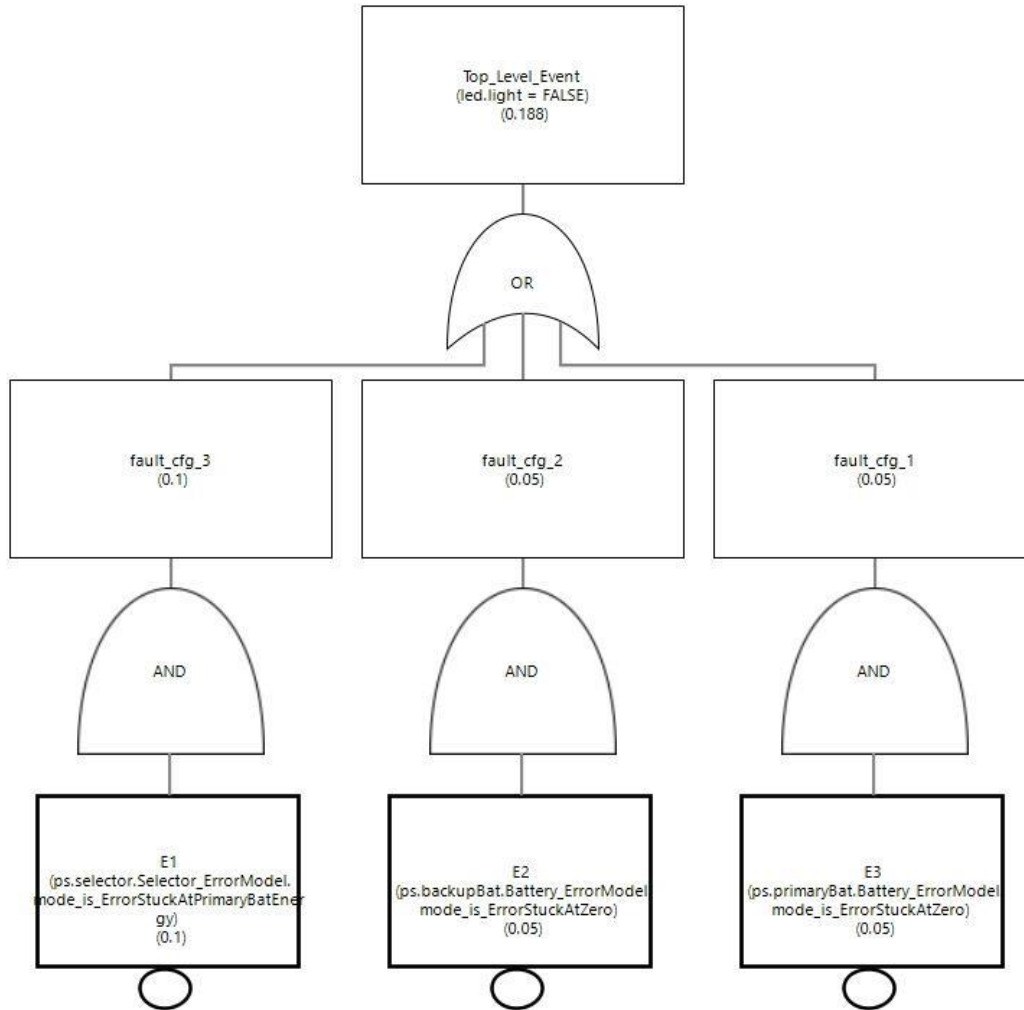 Top_Level_Event
(led.light = FALSE)
(0.188)
OR
fault_cfg_3
(0.1)
fault_cfg_2
(0.05)
fault_cfg_1
(0.05)
AND
AND
AND
E1
(ps.selector.Selector_ErrorModel.
mode_is_ErrorStuckAtPrimaryBatEner
gy)
(0.1)
E2
(ps.backupBat.Battery_ErrorModel
mode_is_ErrorStuckAtZero)
(0.05)
E3
(ps.primaryBat.Battery_ErrorModel
mode_is_ErrorStuckAtZero)
(0.05)